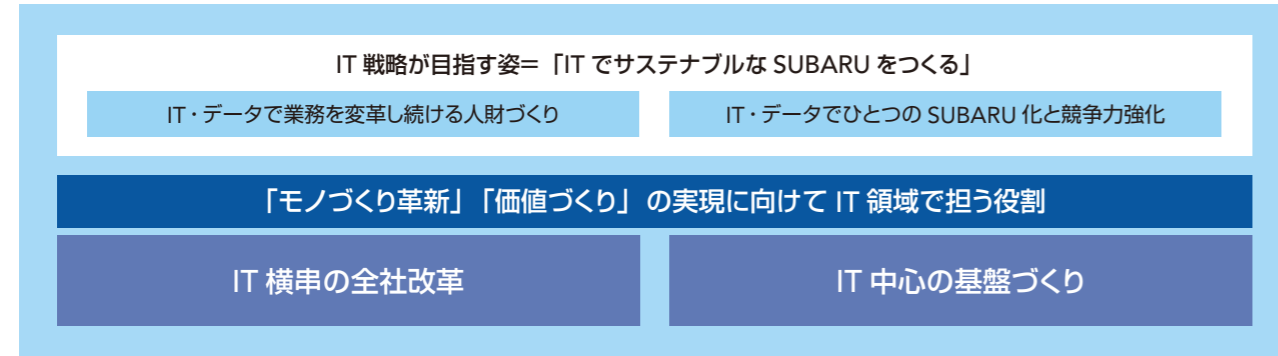 IT 戦略が目指す姿=「IT でサステナブルな SUBARU をつくる」
IT・データで業務を変革し続ける人財づくり
IT・データでひとつの SUBARU 化と競争力強化
「モノづくり革新」「価値づくり」の実現に向けて IT 領域で担う役割
IT 横串の全社改革
IT 中心の基盤づくり